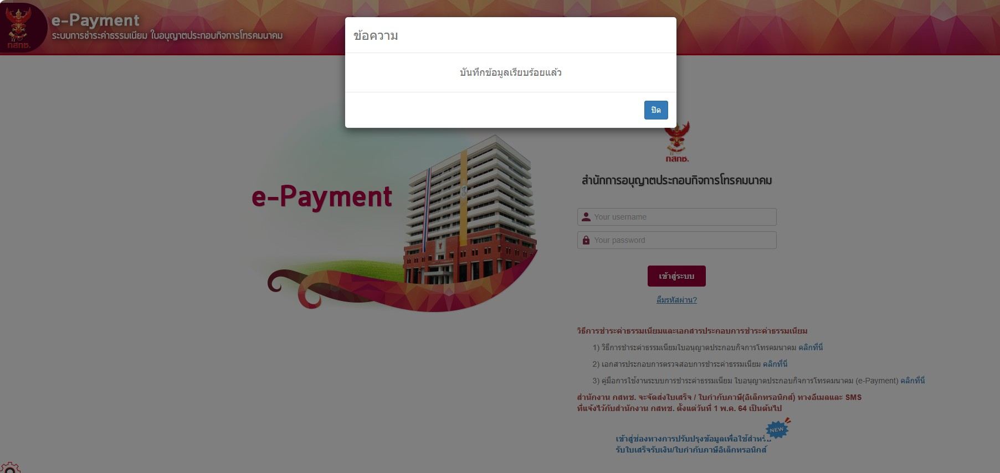 กสทช.
e-Payment
ระบบการชำระค่าธรรมเนียม ใบอนุญาตประกอบกิจการโทรคมนาคม
ข้อความ
บันทึกข้อมูลเรียบร้อยแล้ว
ปิด
e-Payment
กสทช.
สำนักการอนุญาตประกอบกิจการโทรคมนาคม
Your username
Your password
เข้าสู่ระบบ
ลืมรหัสผ่าน?
วิธีการชำระค่าธรรมเนียมและเอกสารประกอบการชำระค่าธรรมเนียม
1) วิธีการชำระค่าธรรมเนียมใบอนุญาตประกอบกิจการโทรคมนาคม คลิกที่นี่
2) เอกสารประกอบการตรวจสอบการชำระค่าธรรมเนียม คลิกที่นี่
3) คู่มือการใช้งานระบบการชำระค่าธรรมเนียม ใบอนุญาตประกอบกิจการโทรคมนาคม (e-Payment) คลิกที่นี่
สำนักงาน กสทช. จะจัดส่งใบเสร็จ / ใบกำกับภาษี(อิเล็กทรอนิกส์) ทางอีเมลและ SMS
ที่แจ้งไว้กับสำนักงาน กสทช. ตั้งแต่วันที่ 1 พ.ค. 64 เป็นต้นไป
NEW
เข้าสู่ช่องทางการปรับปรุงข้อมูลเพื่อใช้สำหรับ
รับใบเสร็จรับเงิน/ใบกำกับภาษีอิเล็กทรอนิกส์